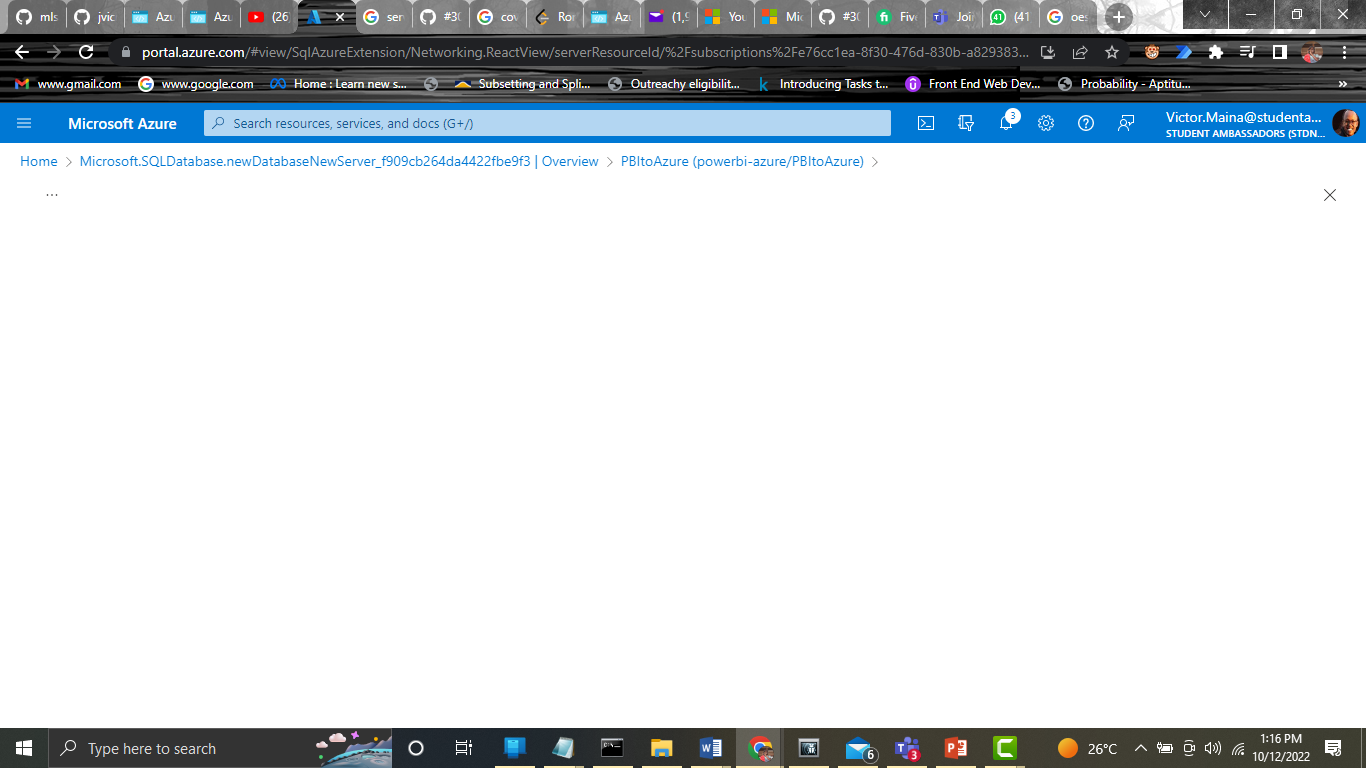 mls
jvic
Azu
Azu
(26
ser
#30
cov
Ror
Azu
(1,9
You
Mic
#30
Five
Join
(41
oes
portal.azure.com/#view/SqlAzureExtension/Networking.ReactView/serverResourceId/%2Fsubscriptions%2Fe76cc1ea-8f30-476d-830b-a829383...
www.gmail.com
www.google.com
Home : Learn new s...
Subsetting and Spli...
Outreachy eligibilit...
Introducing Tasks t...
Front End Web Dev...
Probability - Aptitu...
»
Microsoft Azure
Search resources, services, and docs (G+/)
3
Victor.Maina@studenta...
STUDENT AMBASSADORS (STDN...
Home > Microsoft.SQLDatabase.newDatabaseNewServer_f909cb264da4422fbe9f3 | Overview > PBItoAzure (powerbi-azure/PBItoAzure) >
...
Type here to search
6
3
26°C
1:16 PM
10/12/2022